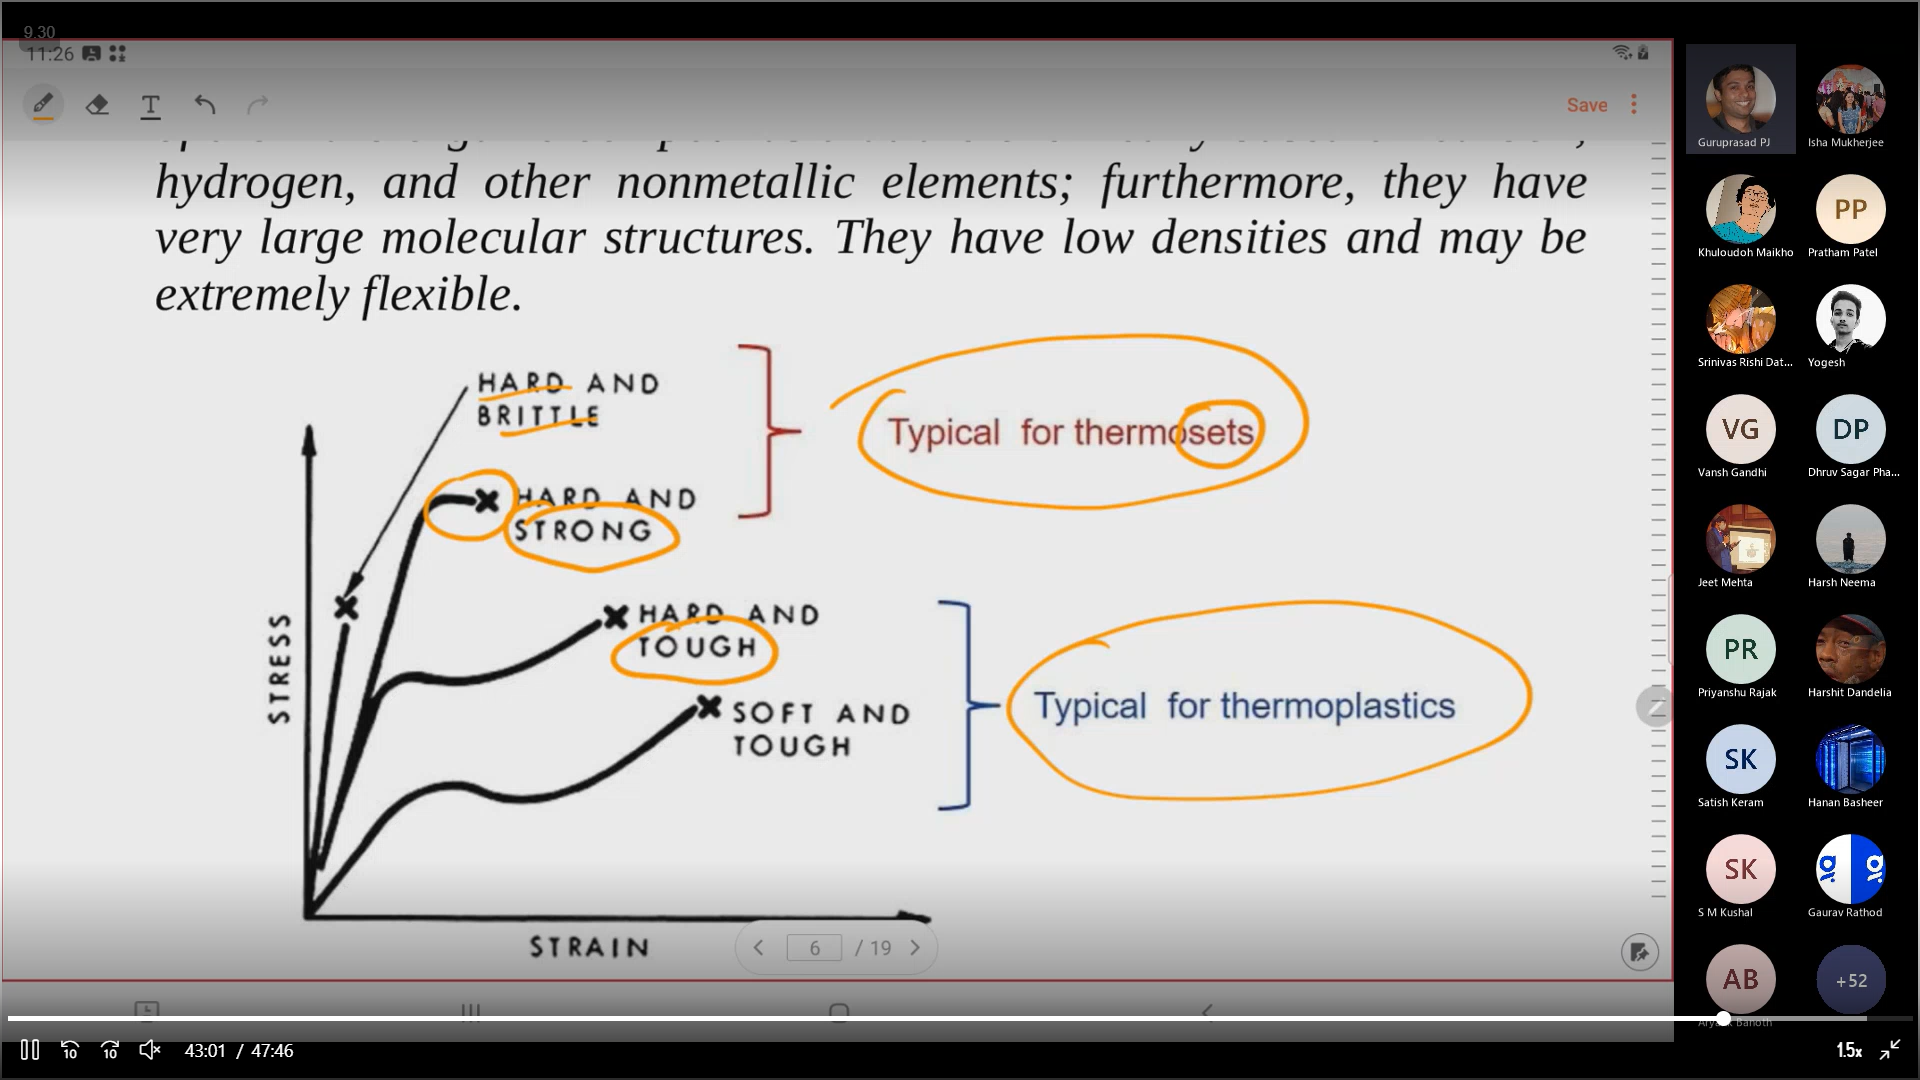 9.30
11:26
Save
hydrogen, and other nonmetallic elements; furthermore, they have
very large molecular structures. They have low densities and may be
extremely flexible.
HARD AND
BRITTLE
Typical for thermosets
HARD AND
STRONG
HARD AND
TOUGH
SOFT AND
TOUGH
Typical for thermoplastics
STRESS
STRAIN
6 / 19
Guruprasad PJ
Isha Mukherjee
PP
Khuloudoh Maikho
Pratham Patel
Srinivas Rishi Dat...
Yogesh
VG
DP
Vansh Gandhi
Dhruv Sagar Pha...
Jeet Mehta
Harsh Neema
PR
Priyanshu Rajak
Harshit Dandelia
SK
Satish Keram
Hanan Basheer
SK
S M Kushal
Gaurav Rathod
AB
+52
Banoth
10
10
43:01 / 47:46
1.5x